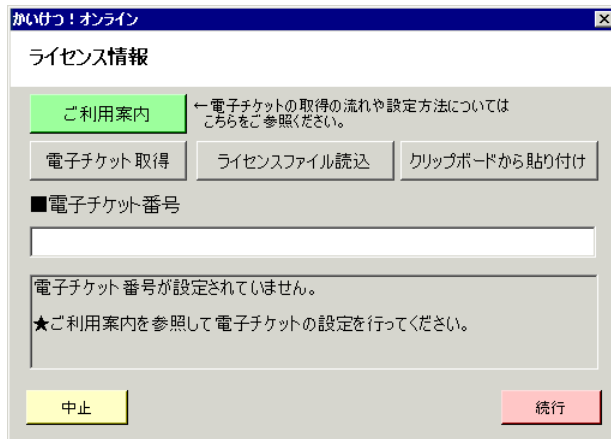 かいけつ！オンライン
ライセンス情報
ご利用案内
←電子チケットの取得の流れや設定方法については
こちらをご参照ください。
電子チケット取得 ライセンスファイル読込 クリップボードから貼り付け
■電子チケット番号
電子チケット番号が設定されていません。
★ご利用案内を参照して電子チケットの設定を行ってください。
中止 続行